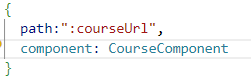 {
path:":courseUrl",
component: CourseComponent
}